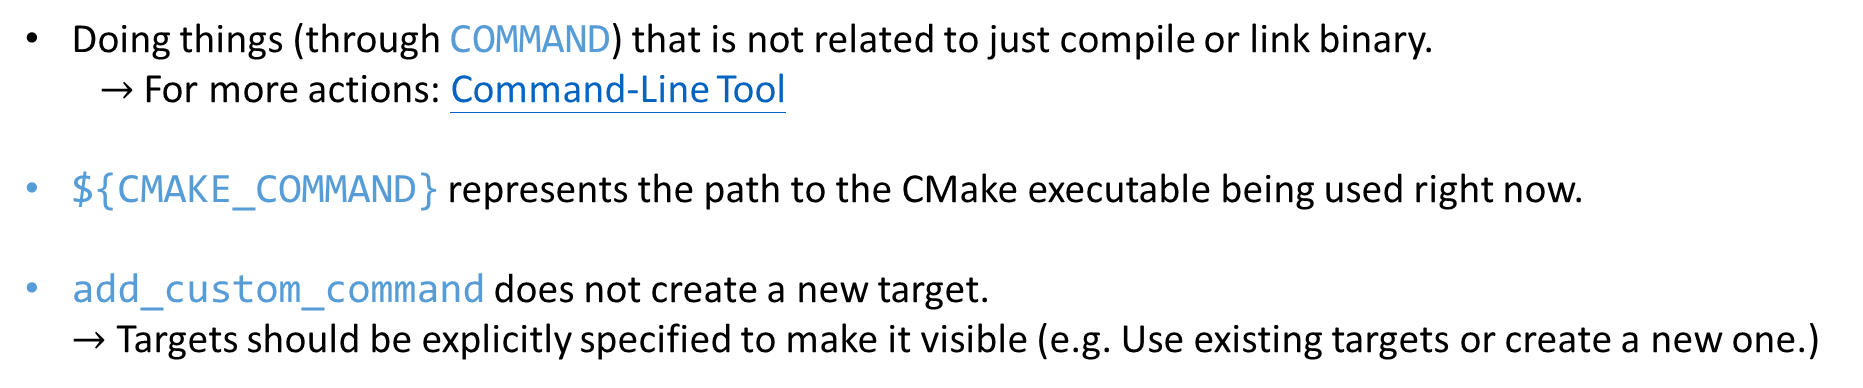 • Doing things (through COMMAND) that is not related to just compile or link binary.
→ For more actions: Command-Line Tool
• ${CMAKE_COMMAND} represents the path to the CMake executable being used right now.
• add_custom_command does not create a new target.
→ Targets should be explicitly specified to make it visible (e.g. Use existing targets or create a new one.)